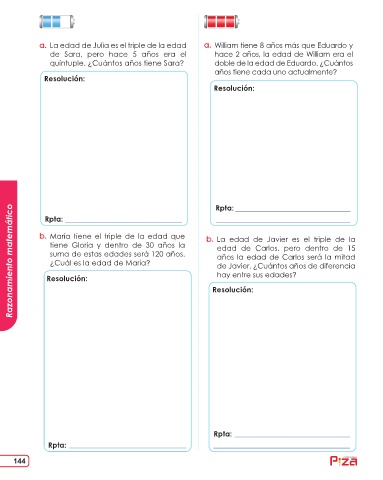 a. La edad de Julia es el triple de la edad
de Sara, pero hace 5 años era el
quíntuple. ¿Cuántos años tiene Sara?
Resolución:
Rpta:
b. María tiene el triple de la edad que
tiene Gloria y dentro de 30 años la
suma de estas edades será 120 años.
¿Cuál es la edad de María?
Resolución:
Rpta:
a. William tiene 8 años más que Eduardo y
hace 2 años, la edad de William era el
doble de la edad de Eduardo. ¿Cuántos
años tiene cada uno actualmente?
Resolución:
Rpta:
b. La edad de Javier es el triple de la
edad de Carlos, pero dentro de 15
años la edad de Carlos será la mitad
de Javier. ¿Cuántos años de diferencia
hay entre sus edades?
Resolución:
Rpta:
Razonamiento matemático
144